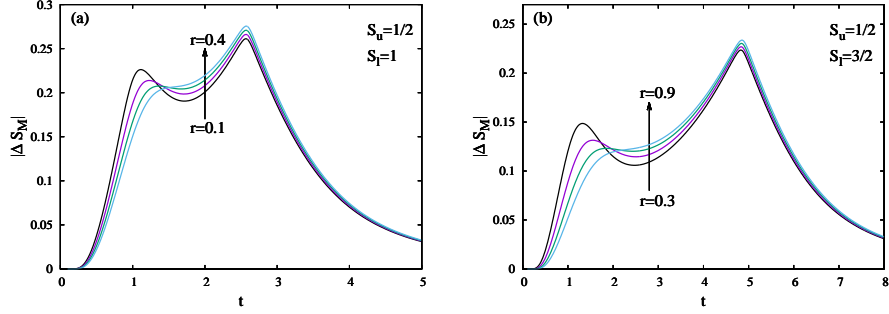 (a)
S_u=1/2
S_l=1
r=0.4
r=0.1
|Δ S_M|
0.3
0.25
0.2
0.15
0.1
0.05
0
0 1 2 3 4 5
t
(b)
S_u=1/2
S_l=3/2
r=0.9
r=0.3
|Δ S_M|
0.25
0.2
0.15
0.1
0.05
0
0 1 2 3 4 5 6 7 8
t